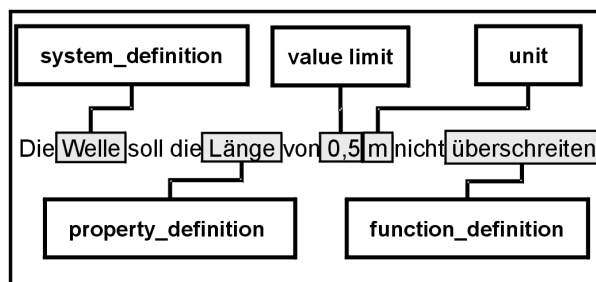 system_definition value limit unit
Die Welle soll die Länge von 0,5 m nicht überschreiten
property_definition function_definition